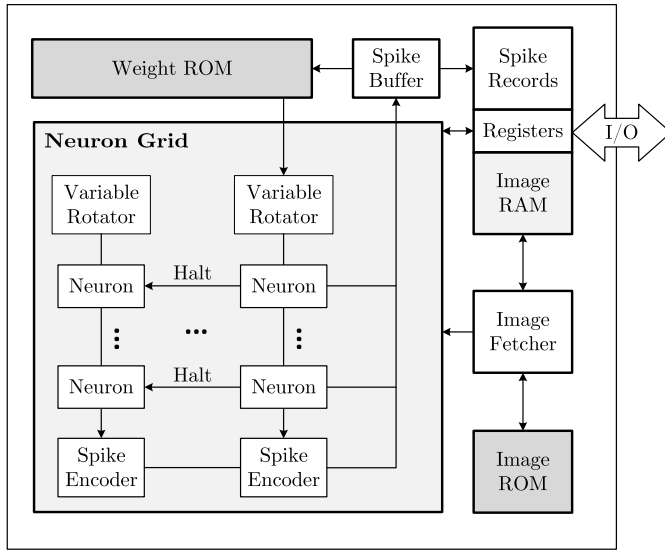 Weight ROM
Spike
Buffer
Spike
Records
Registers
I/O
Image
RAM
Neuron Grid
Variable
Rotator
Variable
Rotator
Neuron
Halt
Neuron
Neuron
Halt
Neuron
Spike
Encoder
Spike
Encoder
Image
Fetcher
Image
ROM